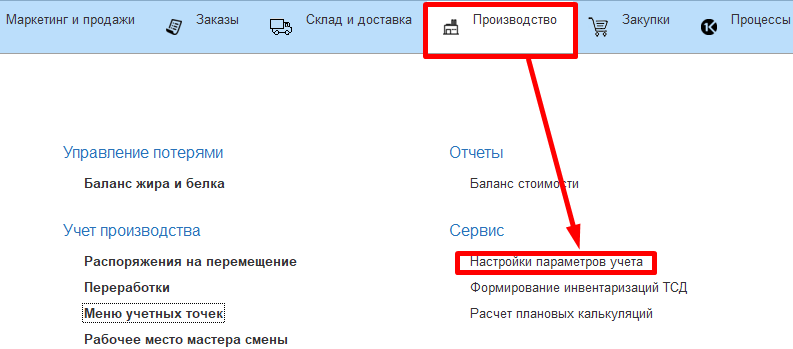 Маркетинг и продажи Заказы Склад и доставка Производство Закупки Процессы
Управление потерями
Баланс жира и белка
Учет производства
Распоряжения на перемещение
Переработки
Меню учетных точек
Рабочее место мастера смены
Отчеты
Баланс стоимости
Сервис
Настройки параметров учета
Формирование инвентаризаций ТСД
Расчет плановых калькуляций